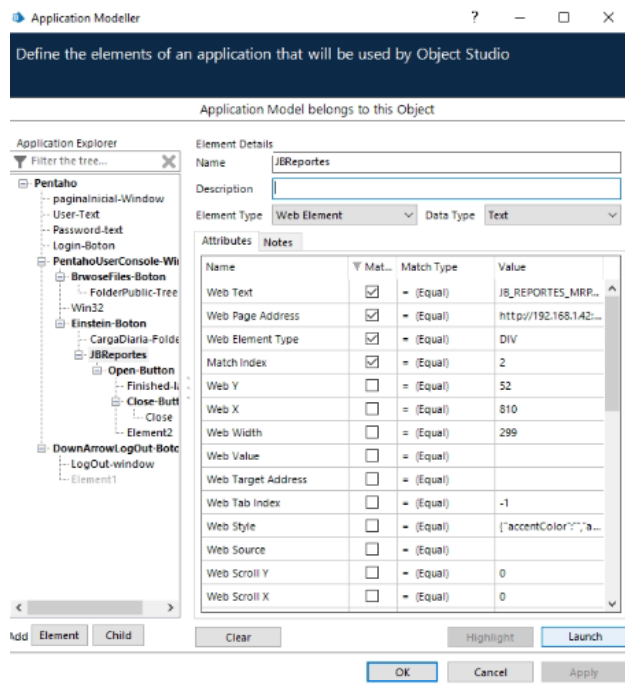 Application Modeller
Define the elements of an application that will be used by Object Studio
Application Model belongs to this Object
Application Explorer
Filter the tree...
Pentaho
paginaInicial-Window
User-Text
Password-text
Login-Boton
PentahoUserConsole-Wi
BrwoseFiles-Boton
FolderPublic-Tree
Win32
Einstein-Boton
CargaDiaria-Folde
JBReportes
Open-Button
Finished-l
Close-Butt
Close
Element2
DownArrowLogOut-Botc
LogOut-window
Element1
Add Element Child
Element Details
Name JBReportes
Description
Element Type Web Element Data Type Text
Attributes Notes
Name Mat... Match Type Value
Web Text = (Equal) JB_REPORTES_MRP...
Web Page Address = (Equal) http://192.168.1.42:...
Web Element Type = (Equal) DIV
Match Index = (Equal) 2
Web Y = (Equal) 52
Web X = (Equal) 810
Web Width = (Equal) 299
Web Value = (Equal)
Web Target Address = (Equal)
Web Tab Index = (Equal) -1
Web Style = (Equal) {"accentColor":"","a...
Web Source = (Equal)
Web Scroll Y = (Equal) 0
Web Scroll X = (Equal) 0
Clear Highlight Launch
OK Cancel Apply